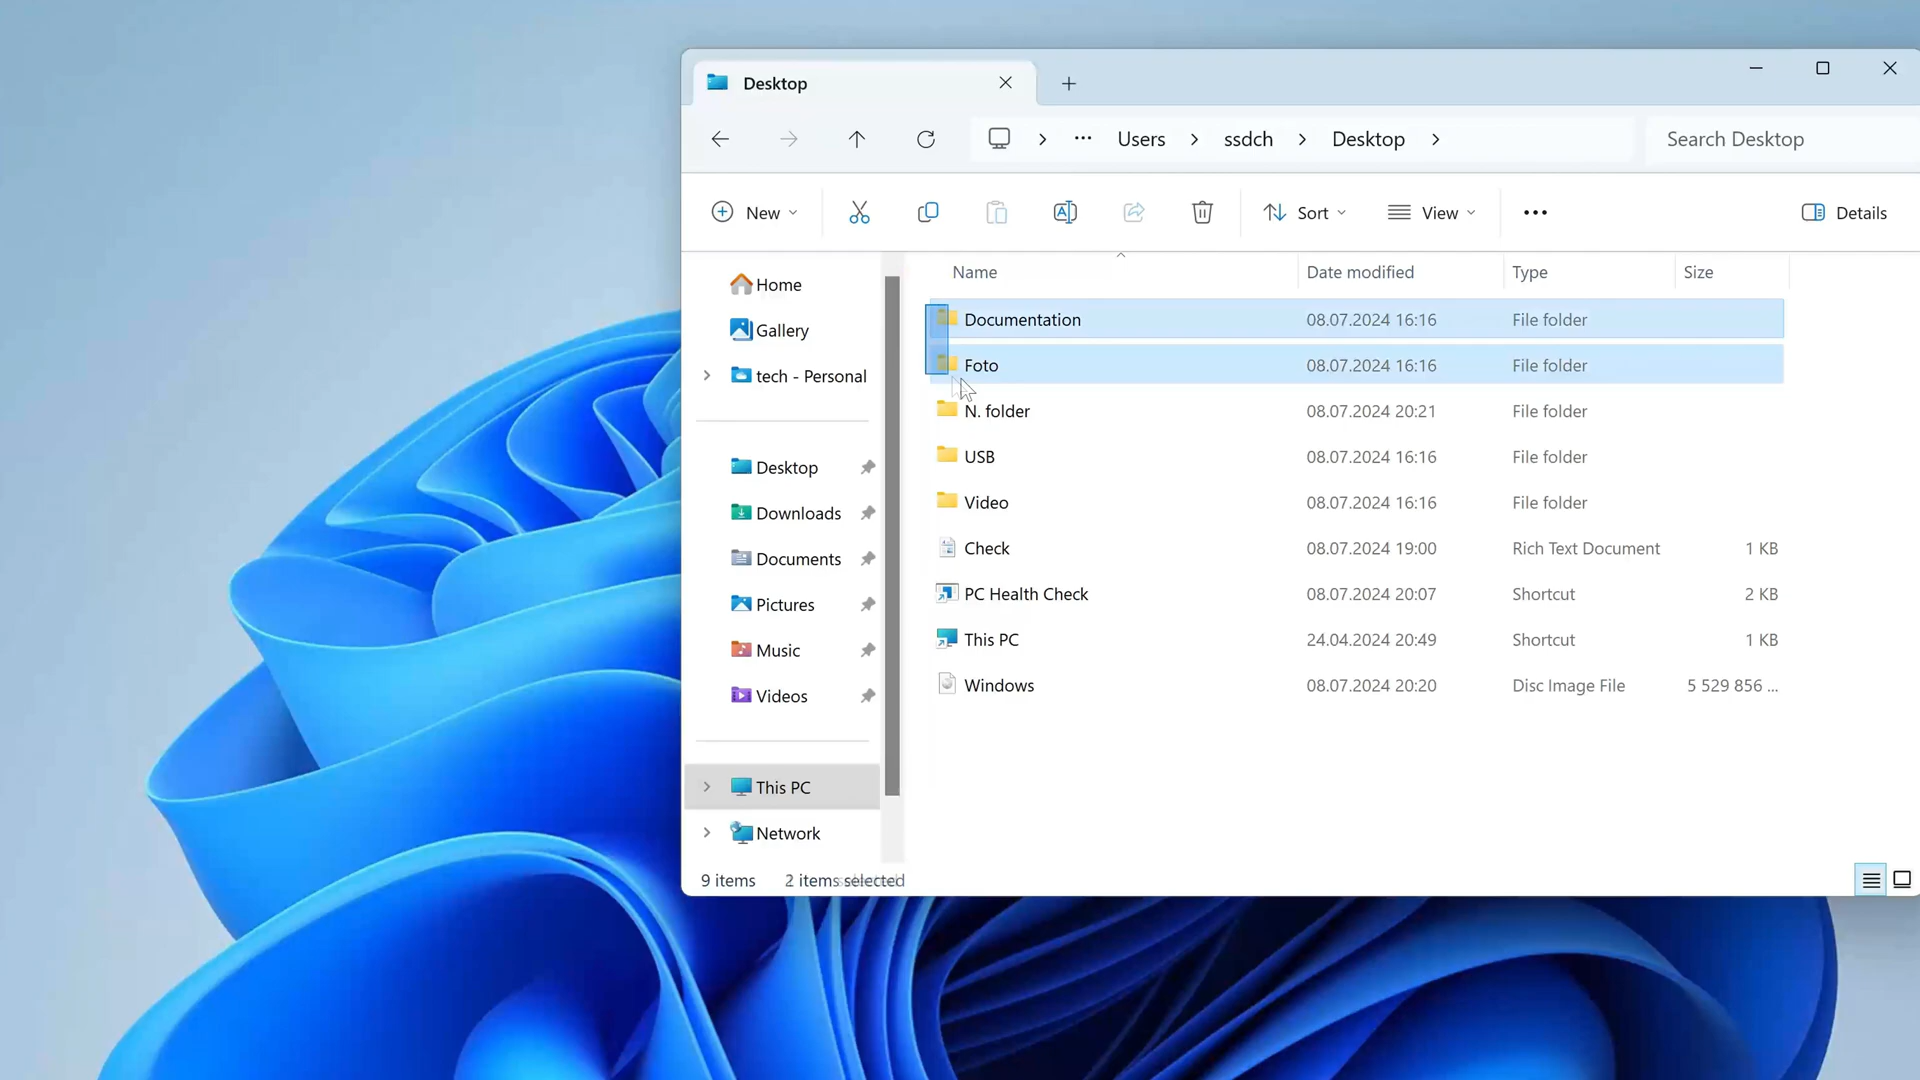 Desktop
Users ssdch Desktop
Search Desktop
New
Sort
View
Details
Name Date modified Type Size
Home
Gallery
tech - Personal
Desktop
Downloads
Documents
Pictures
Music
Videos
This PC
Network
Documentation 08.07.2024 16:16 File folder
Foto 08.07.2024 16:16 File folder
N. folder 08.07.2024 20:21 File folder
USB 08.07.2024 16:16 File folder
Video 08.07.2024 16:16 File folder
Check 08.07.2024 19:00 Rich Text Document 1 KB
PC Health Check 08.07.2024 20:07 Shortcut 2 KB
This PC 24.04.2024 20:49 Shortcut 1 KB
Windows 08.07.2024 20:20 Disc Image File 5 529 856 ...
9 items 2 items selected